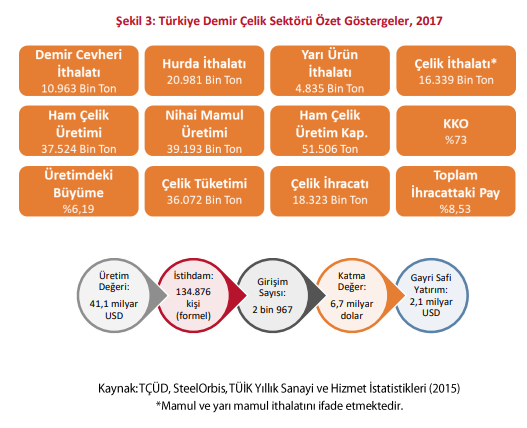 Şekil 3: Türkiye Demir Çelik Sektörü Özet Göstergeler, 2017
Demir Cevheri
İthalatı
10.963 Bin Ton
Hurda İthalatı
20.981 Bin Ton
Yarı Ürün
İthalatı
4.835 Bin Ton
Çelik İthalatı*
16.339 Bin Ton
Ham Çelik
Üretimi
37.524 Bin Ton
Nihai Mamul
Üretimi
39.193 Bin Ton
Ham Çelik
Üretim Kap.
51.506 Ton
KKO
%73
Üretimdeki
Büyüme
%6,19
Çelik Tüketimi
36.072 Bin Ton
Çelik İhracatı
18.323 Bin Ton
Toplam
İhracattaki Pay
%8,53
Üretim
Değeri:
41,1 milyar
USD
İstihdam:
134.876
kişi
(formel)
Girişim
Sayısı:
2 bin 967
Katma
Değer:
6,7 milyar
dolar
Gayri Safi
Yatırım:
2,1 milyar
USD
Kaynak: TÇÜD, SteelOrbis, TÜİK Yıllık Sanayi ve Hizmet İstatistikleri (2015)
*Mamul ve yarı mamul ithalatını ifade etmektedir.